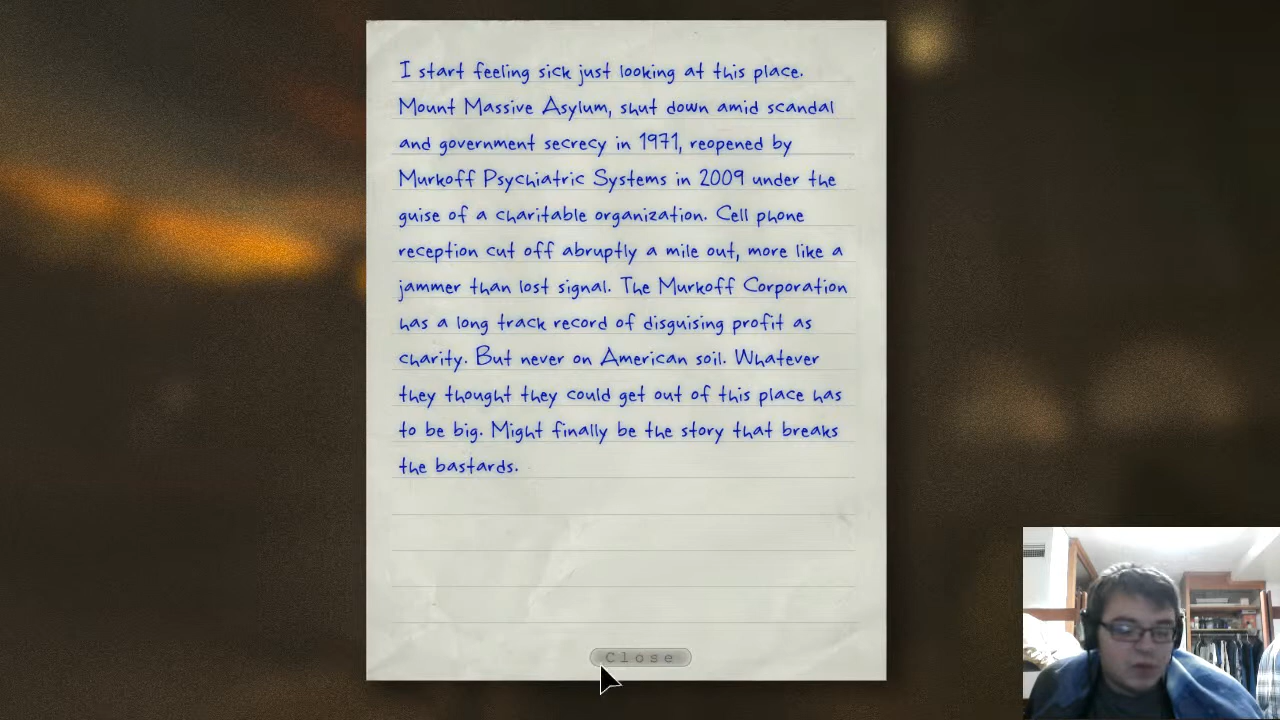 I start feeling sick just looking at this place.
Mount Massive Asylum, shut down amid scandal
and government secrecy in 1971, reopened by
Murkoff Psychiatric Systems in 2009 under the
guise of a charitable organization. Cell phone
reception cut off abruptly a mile out, more like a
jammer than lost signal. The Murkoff Corporation
has a long track record of disguising profit as
charity. But never on American soil. Whatever
they thought they could get out of this place has
to be big. Might finally be the story that breaks
the bastards.
Close